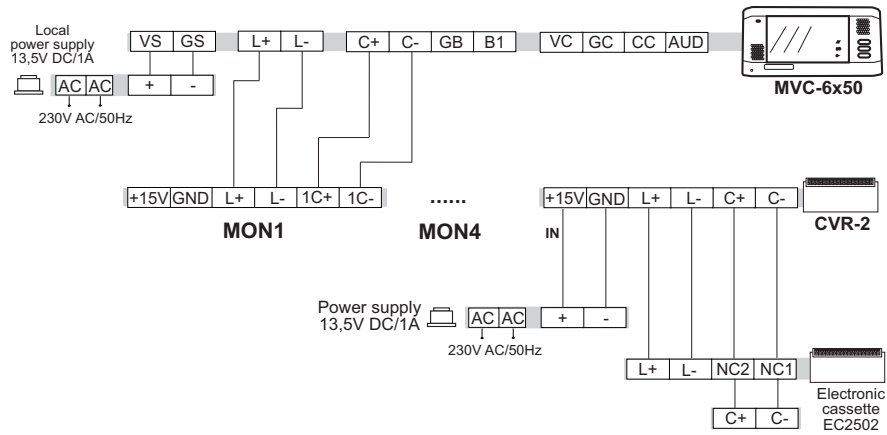 Local
power supply
13,5V DC/1A
VS GS L+ L- C+ C- GB B1 VC GC CC AUD
MVC-6x50
AC AC + -
230V AC/50Hz
+15V GND L+ L- 1C+ 1C-
......
+15V GND L+ L- C+ C-
MON1
MON4
IN
CVR-2
Power supply
13,5V DC/1A
AC AC + -
230V AC/50Hz
L+ L- NC2 NC1
C+ C-
Electronic
cassette
EC2502